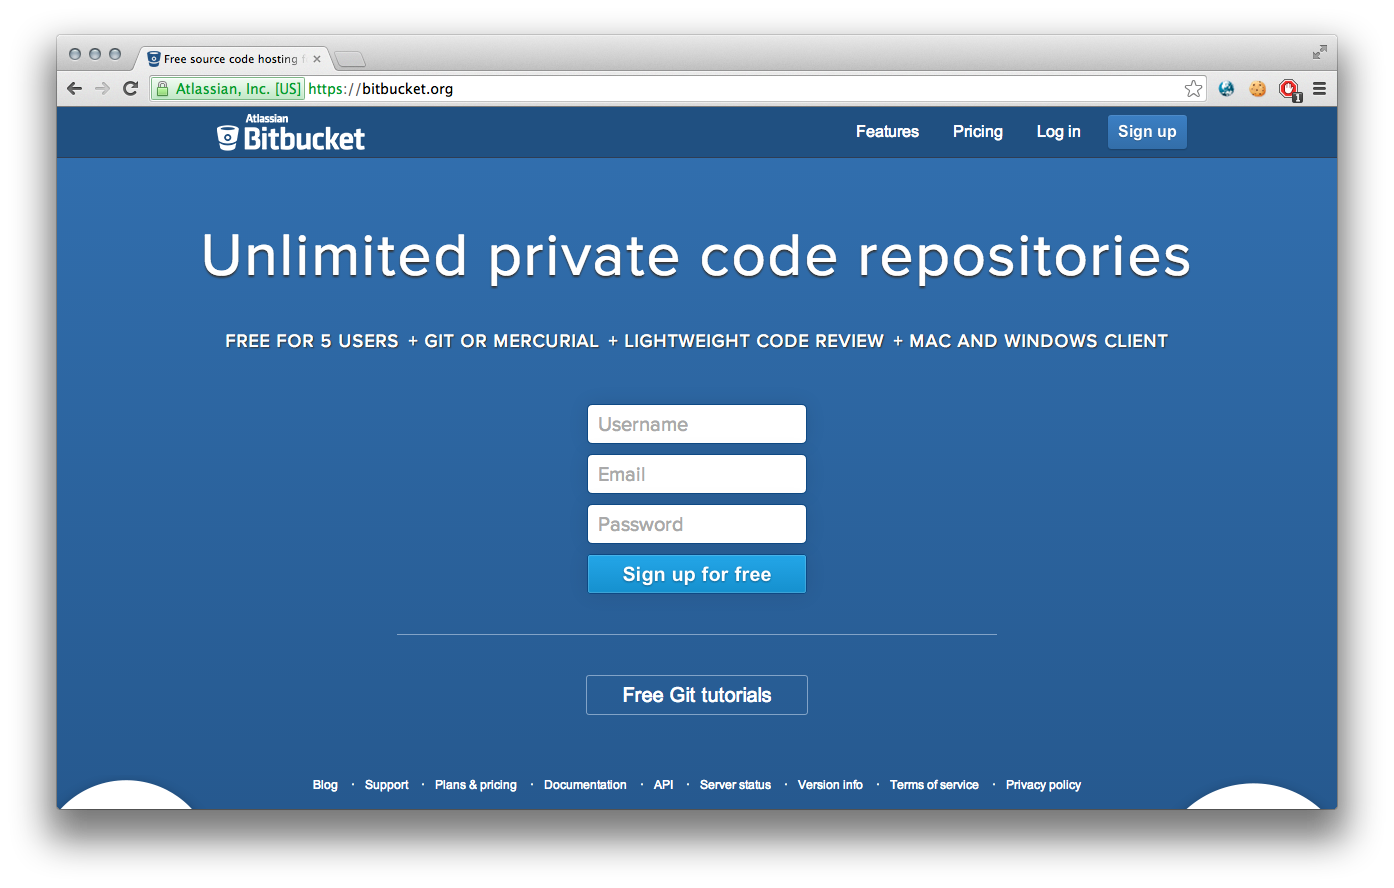 Free source code hosting f
Atlassian, Inc. [US] https://bitbucket.org
1
Atlassian
Bitbucket
Features Pricing Log in Sign up
Unlimited private code repositories
FREE FOR 5 USERS + GIT OR MERCURIAL + LIGHTWEIGHT CODE REVIEW + MAC AND WINDOWS CLIENT
Username
Email
Password
Sign up for free
Free Git tutorials
Blog · Support · Plans & pricing · Documentation · API · Server status · Version info · Terms of service · Privacy policy